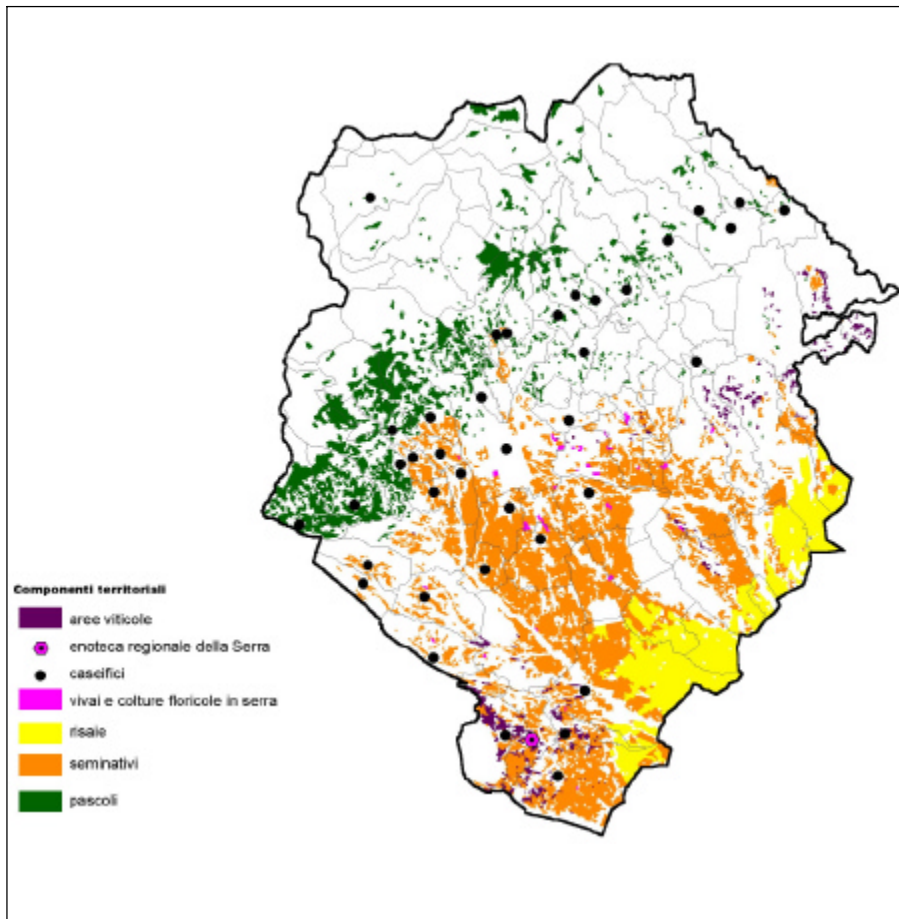 Componenti territoriali
aree viticole
enoteca regionale della Serra
caseifici
vivai e colture floricole in serra
risaie
seminativi
pascoli